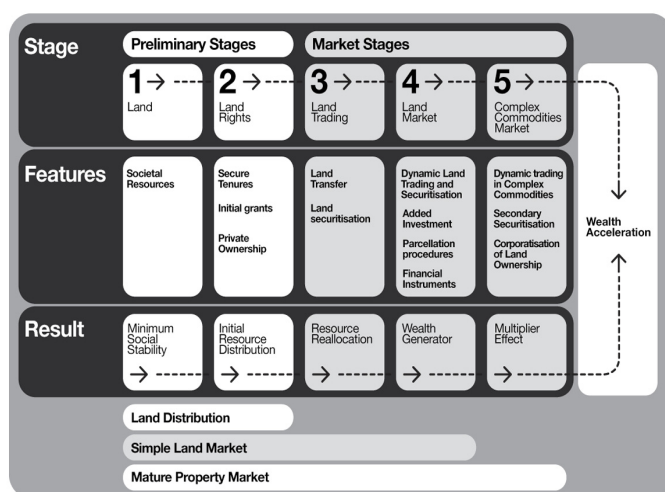 Stage
Preliminary Stages
Market Stages
1
Land
2
Land
Rights
3
Land
Trading
4
Land
Market
5
Complex
Commodities
Market
Features
Societal
Resources
Secure
Tenures
Initial grants
Private
Ownership
Land
Transfer
Land
securitisation
Dynamic Land
Trading and
Securitisation
Added
Investment
Parcellation
procedures
Financial
Instruments
Dynamic trading
in Complex
Commodities
Secondary
Securitisation
Corporatisation
of Land
Ownership
Wealth
Acceleration
Result
Minimum
Social
Stability
Initial
Resource
Distribution
Resource
Reallocation
Wealth
Generator
Multiplier
Effect
Land Distribution
Simple Land Market
Mature Property Market